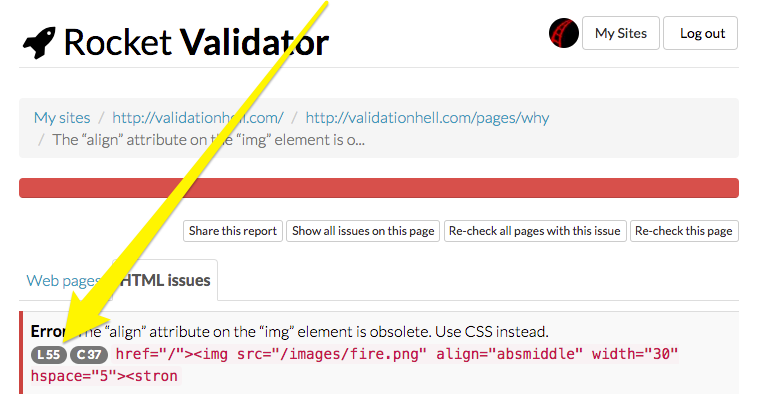 Rocket Validator
My Sites
Log out
My sites / http://validationhell.com/ / http://validationhell.com/pages/why
/ The “align” attribute on the “img” element is o...
Share this report
Show all issues on this page
Re-check all pages with this issue
Re-check this page
Web pages
HTML issues
Error: The “align” attribute on the “img” element is obsolete. Use CSS instead.
L 55 C 37 href="/"><img src="/images/fire.png" align="absmiddle" width="30"
hspace="5"><stron